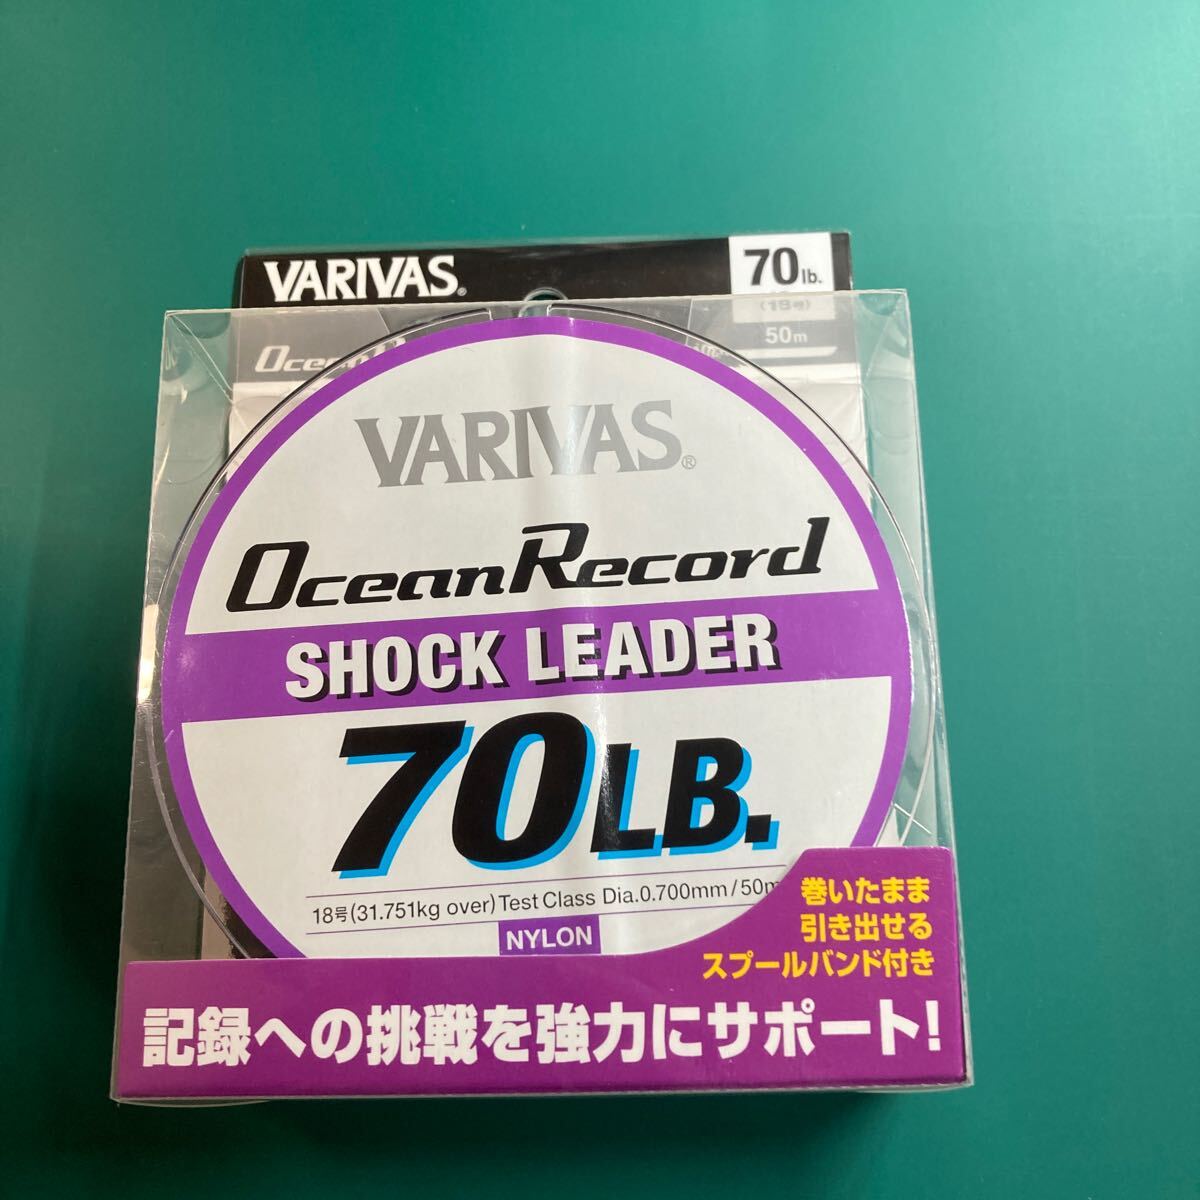 VARIVAS®
70lb.
(18号)
50m
VARIVAS®
OceanRecord
SHOCK LEADER
70LB.
18号(31.751kg over) Test Class Dia.0.700mm/50m
NYLON
巻いたまま
引き出せる
スプールバンド付き
記録への挑戦を強力にサポート!